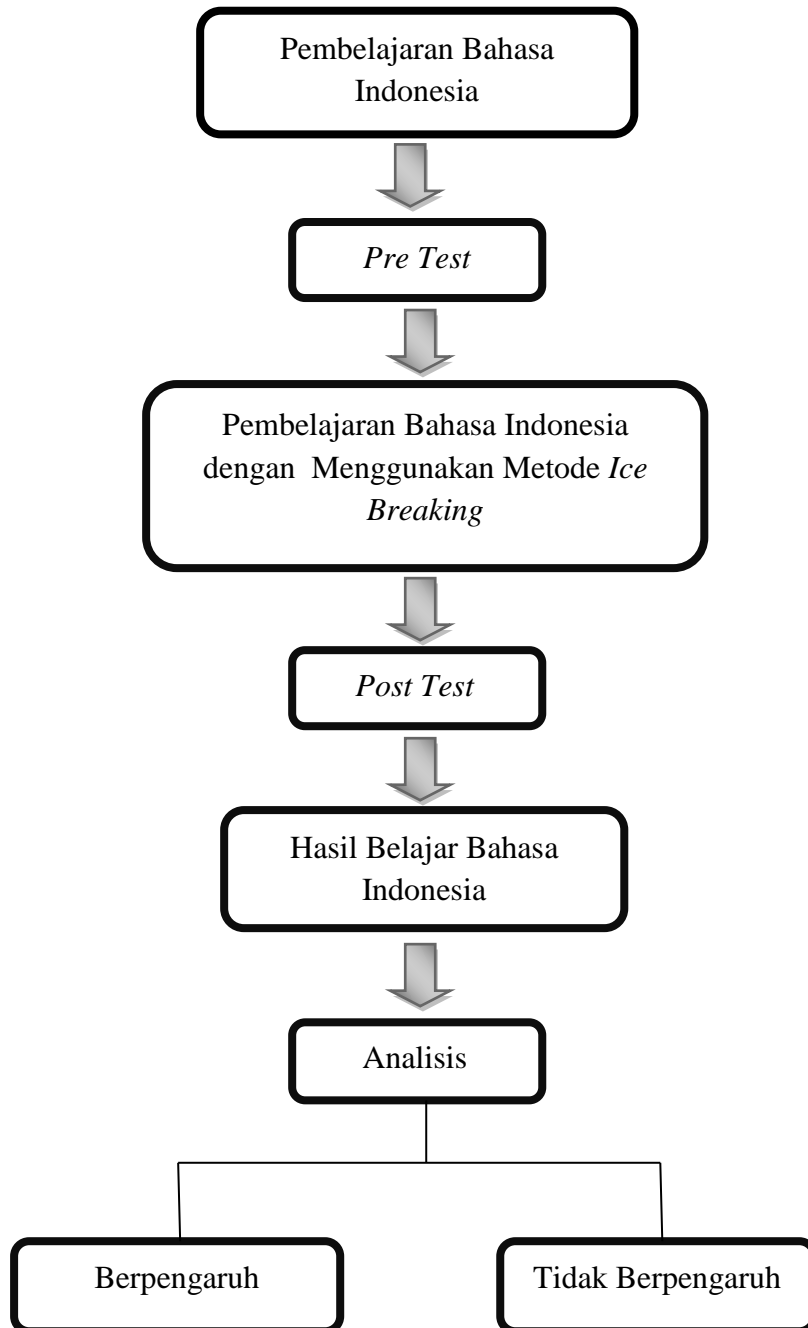 Pembelajaran Bahasa
Indonesia
Pre Test
Pembelajaran Bahasa Indonesia
dengan  Menggunakan Metode Ice
Breaking
Post Test
Hasil Belajar Bahasa
Indonesia
Analisis
Berpengaruh
Tidak Berpengaruh